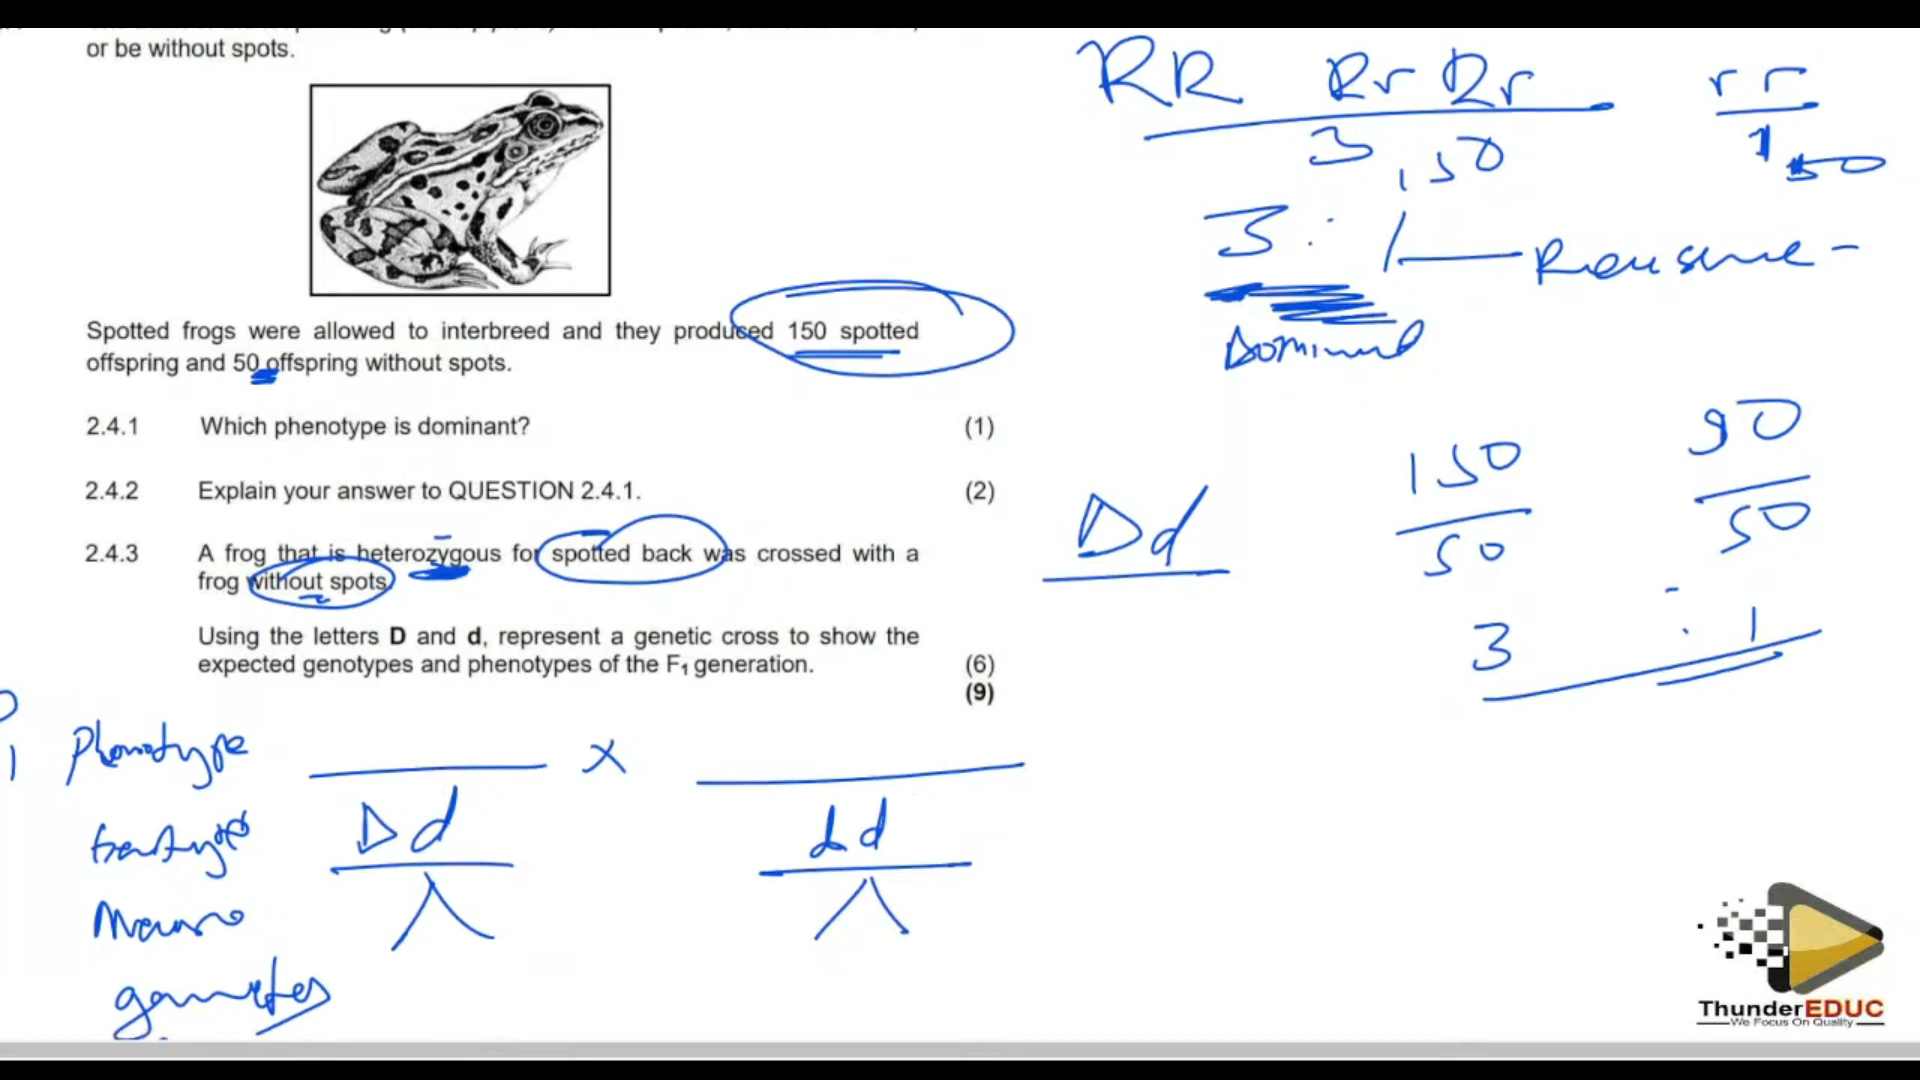 or be without spots.
Spotted frogs were allowed to interbreed and they produced 150 spotted
offspring and 50 offspring without spots.
2.4.1 Which phenotype is dominant? (1)
2.4.2 Explain your answer to QUESTION 2.4.1. (2)
2.4.3 A frog that is heterozygous for spotted back was crossed with a
frog without spots.
Using the letters D and d, represent a genetic cross to show the
expected genotypes and phenotypes of the F₁ generation. (6)
(9)
RR Rr Rr rr
3 1
150 50
3 : 1
Dominant
Dd
150
50
50
3 : 1
Phenotype x
Dd dd
gametes
ThunderEDUC
We Focus On Quality